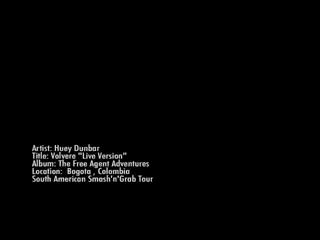 Artist: Huey Dunbar
Title: Volvere "Live Version"
Album: The Free Agent Adventures
Location:  Bogota , Colombia
South American Smash'n'Grab Tour